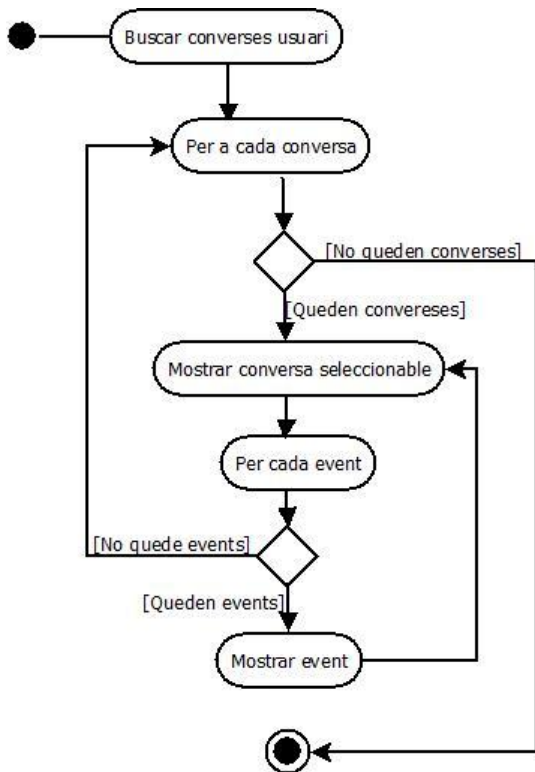 Buscar converses usuari
Per a cada conversa
[No queden converses]
[Queden convereses]
Mostrar conversa seleccionable
Per cada event
[No quede events]
[Queden events]
Mostrar event